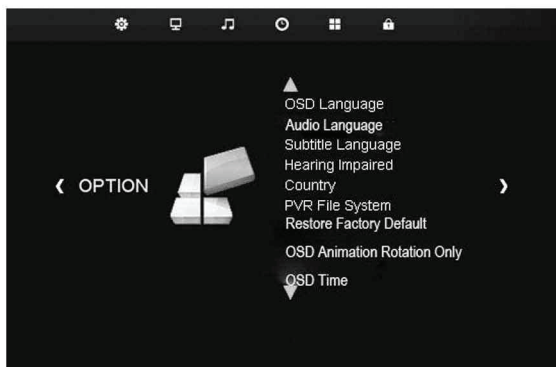 OPTION
OSD Language
Audio Language
Subtitle Language
Hearing Impaired
Country
PVR File System
Restore Factory Default
OSD Animation Rotation Only
OSD Time